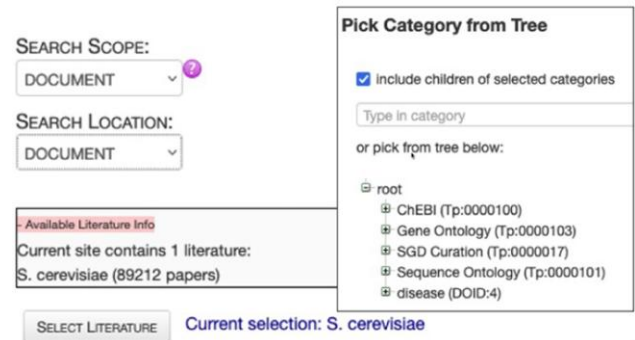 SEARCH SCOPE:
DOCUMENT
?
SEARCH LOCATION:
DOCUMENT
- Available Literature Info
Current site contains 1 literature:
S. cerevisiae (89212 papers)
SELECT LITERATURE
Current selection: S. cerevisiae
Pick Category from Tree
include children of selected categories
Type in category
or pick from tree below:
root
ChEBI (Tp:0000100)
Gene Ontology (Tp:0000103)
SGD Curation (Tp:0000017)
Sequence Ontology (Tp:0000101)
disease (DOID:4)